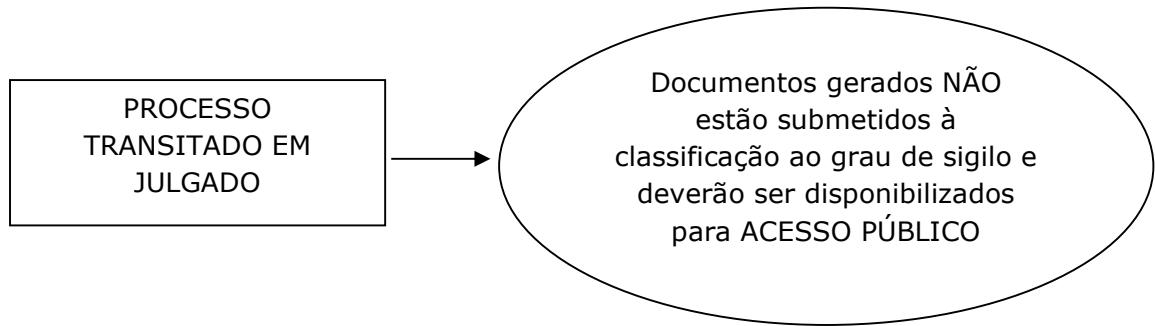 PROCESSO
TRANSITADO EM
JULGADO
Documentos gerados NÃO
estão submetidos à
classificação ao grau de sigilo e
deverão ser disponibilizados
para ACESSO PÚBLICO